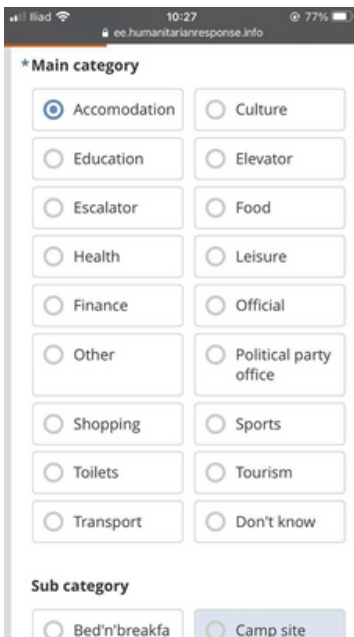 Iliad 10:27 77%
ee.humanitarianresponse.info
*Main category
Accomodation Culture
Education Elevator
Escalator Food
Health Leisure
Finance Official
Other Political party
office
Shopping Sports
Toilets Tourism
Transport Don't know
Sub category
Bed'n'breakfa Camp site